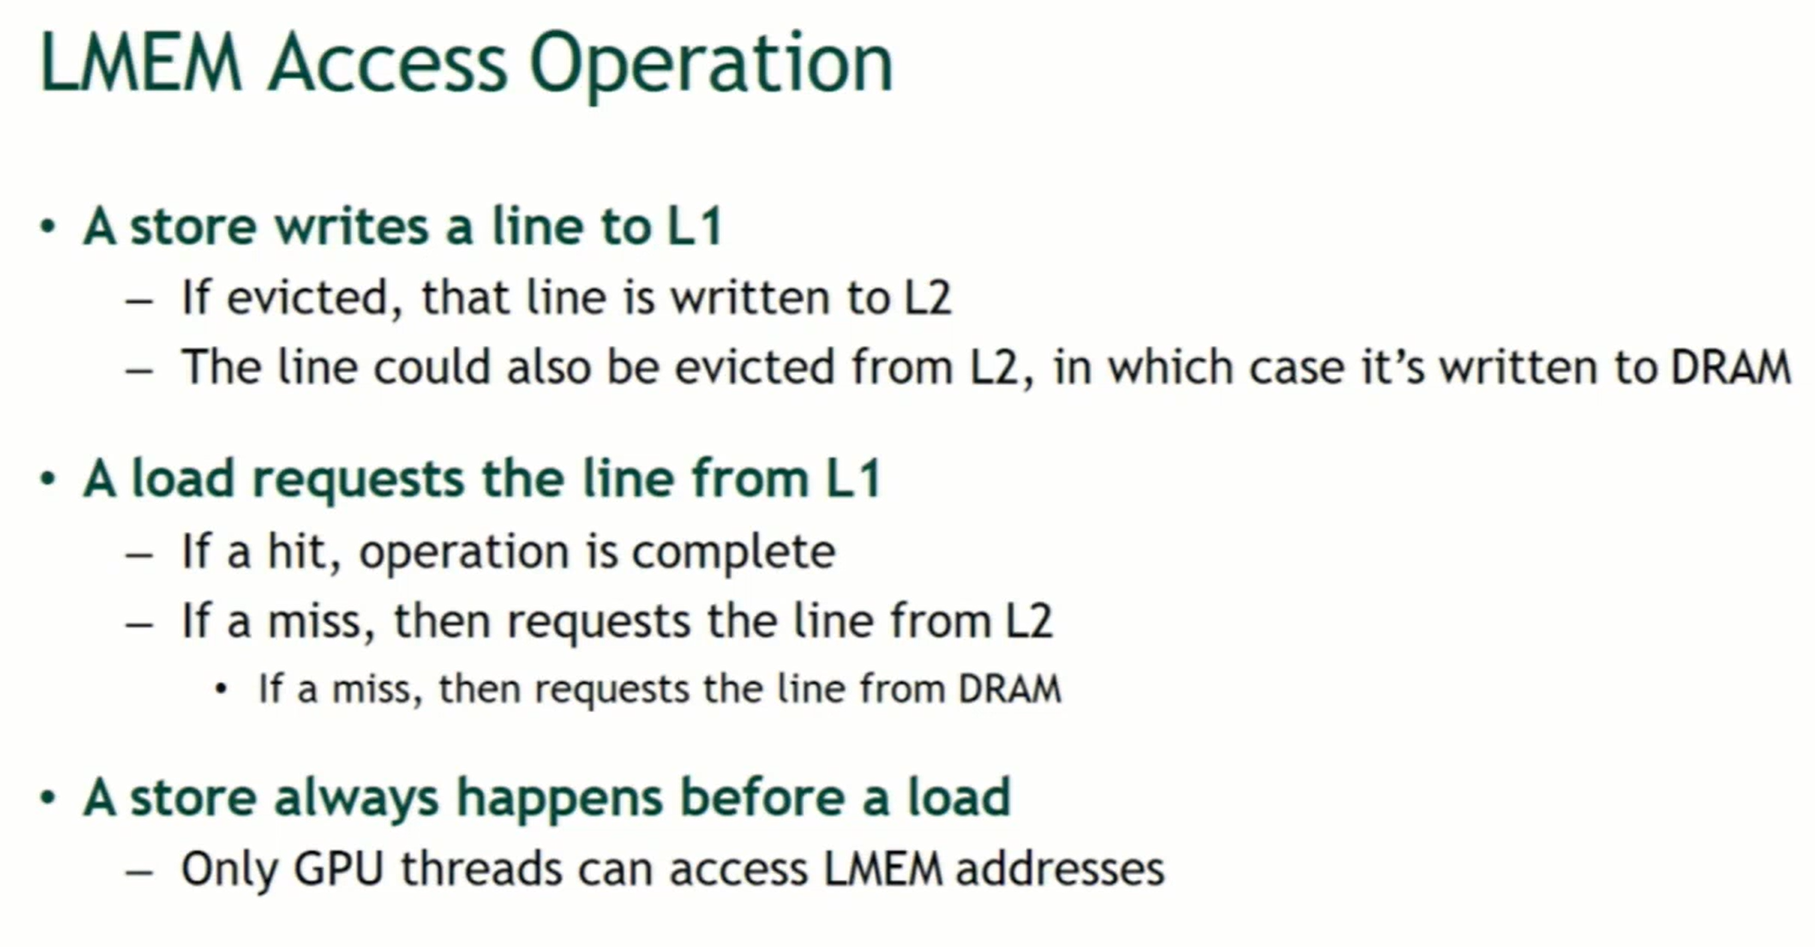 LMEM Access Operation
• A store writes a line to L1
– If evicted, that line is written to L2
– The line could also be evicted from L2, in which case it’s written to DRAM
• A load requests the line from L1
– If a hit, operation is complete
– If a miss, then requests the line from L2
• If a miss, then requests the line from DRAM
• A store always happens before a load
– Only GPU threads can access LMEM addresses